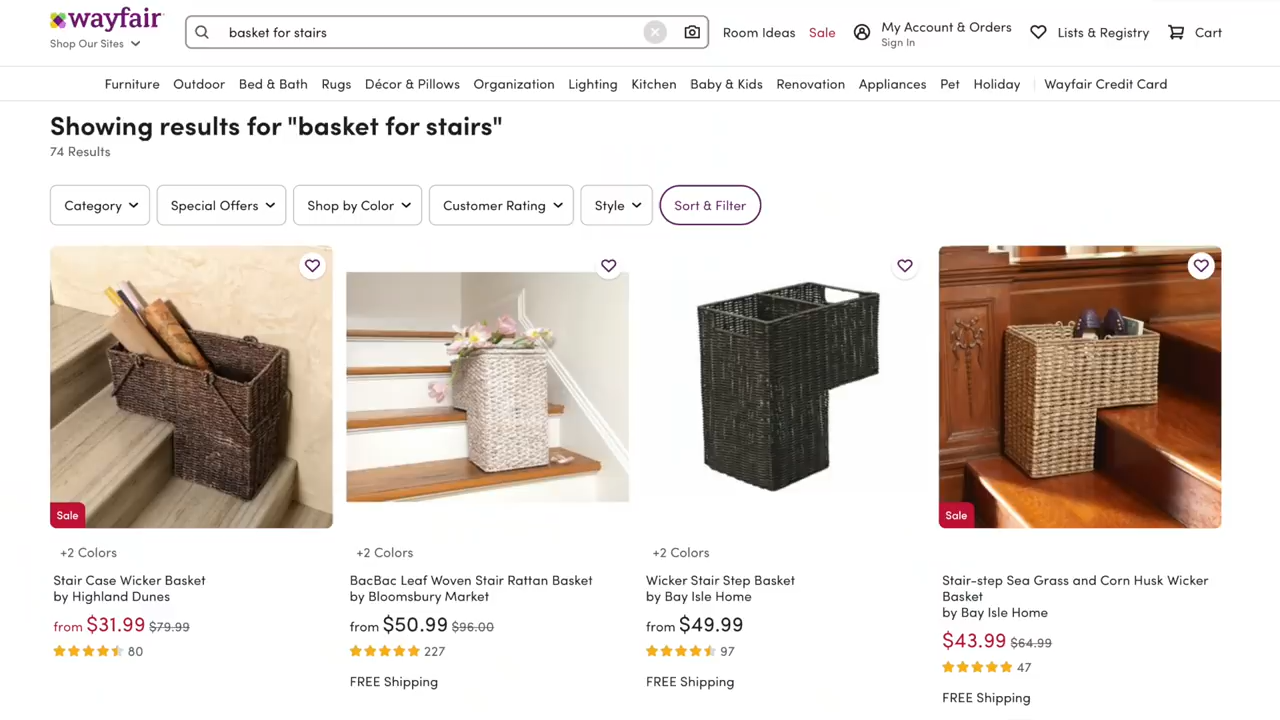 wayfair
Shop Our Sites
basket for stairs
Room Ideas
Sale
My Account & Orders
Sign In
Lists & Registry
Cart
Furniture
Outdoor
Bed & Bath
Rugs
Décor & Pillows
Organization
Lighting
Kitchen
Baby & Kids
Renovation
Appliances
Pet
Holiday
Wayfair Credit Card
Showing results for "basket for stairs"
74 Results
Category
Special Offers
Shop by Color
Customer Rating
Style
Sort & Filter
Sale
+2 Colors
Stair Case Wicker Basket
by Highland Dunes
from $31.99 $79.99
80
+2 Colors
BacBac Leaf Woven Stair Rattan Basket
by Bloomsbury Market
from $50.99 $96.00
227
FREE Shipping
+2 Colors
Wicker Stair Step Basket
by Bay Isle Home
from $49.99
97
FREE Shipping
Sale
Stair-step Sea Grass and Corn Husk Wicker
Basket
by Bay Isle Home
$43.99 $64.99
47
FREE Shipping